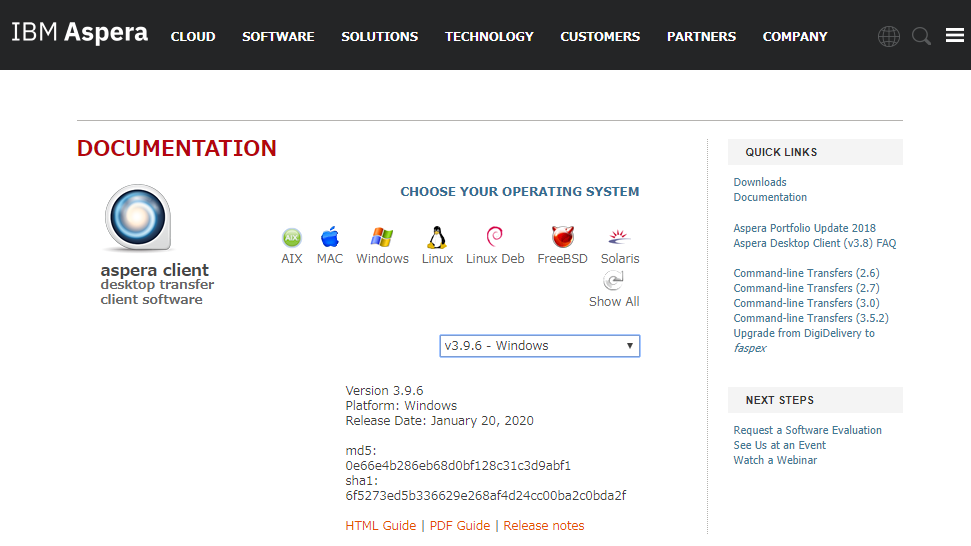 IBM Aspera CLOUD SOFTWARE SOLUTIONS TECHNOLOGY CUSTOMERS PARTNERS COMPANY
DOCUMENTATION
aspera client
desktop transfer
client software
CHOOSE YOUR OPERATING SYSTEM
AIX
AIX MAC Windows Linux Linux Deb FreeBSD Solaris
Show All
v3.9.6 - Windows
Version 3.9.6
Platform: Windows
Release Date: January 20, 2020
md5:
0e66e4b286eb68d0bf128c31c3d9abf1
sha1:
6f5273ed5b336629e268af4d24cc00ba2c0bda2f
HTML Guide | PDF Guide | Release notes
QUICK LINKS
Downloads
Documentation
Aspera Portfolio Update 2018
Aspera Desktop Client (v3.8) FAQ
Command-line Transfers (2.6)
Command-line Transfers (2.7)
Command-line Transfers (3.0)
Command-line Transfers (3.5.2)
Upgrade from DigiDelivery to
faspex
NEXT STEPS
Request a Software Evaluation
See Us at an Event
Watch a Webinar